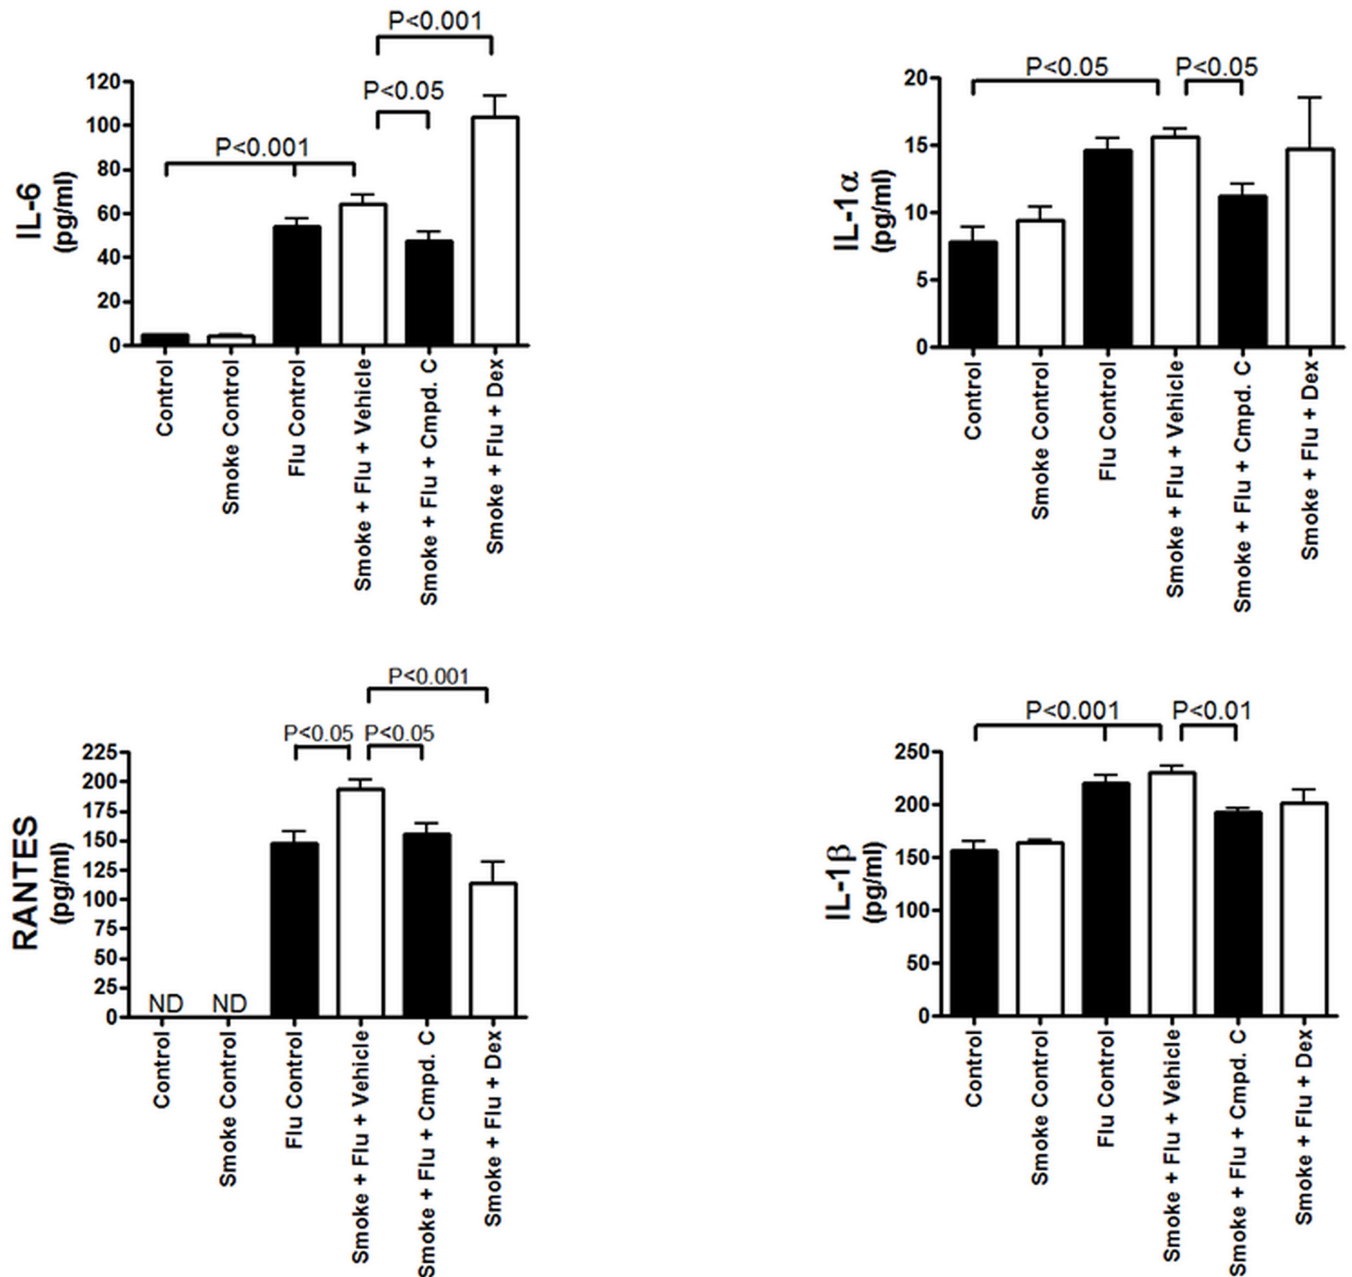 P<0.001
P<0.05
P<0.001
IL-6
(pg/ml)
120
100
80
60
40
20
0
Control
Smoke Control
Flu Control
Smoke + Flu + Vehicle
Smoke + Flu + Cmpd. C
Smoke + Flu + Dex
P<0.05 P<0.05
IL-1α
(pg/ml)
20
15
10
5
0
Control
Smoke Control
Flu Control
Smoke + Flu + Vehicle
Smoke + Flu + Cmpd. C
Smoke + Flu + Dex
P<0.001
P<0.05 P<0.05
RANTES
(pg/ml)
225
200
175
150
125
100
75
50
25
0
ND ND
Control
Smoke Control
Flu Control
Smoke + Flu + Vehicle
Smoke + Flu + Cmpd. C
Smoke + Flu + Dex
P<0.001 P<0.01
IL-1β
(pg/ml)
250
200
150
100
50
0
Control
Smoke Control
Flu Control
Smoke + Flu + Vehicle
Smoke + Flu + Cmpd. C
Smoke + Flu + Dex